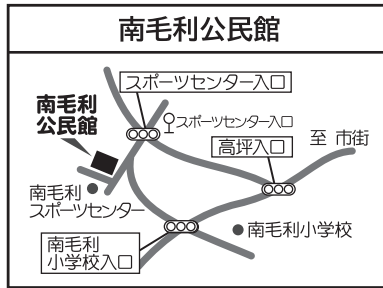 南毛利公民館
スポーツセンター入口
南毛利
公民館
スポーツセンター入口
高坪入口
至 市街
南毛利
スポーツセンター
南毛利小学校
南毛利
小学校入口